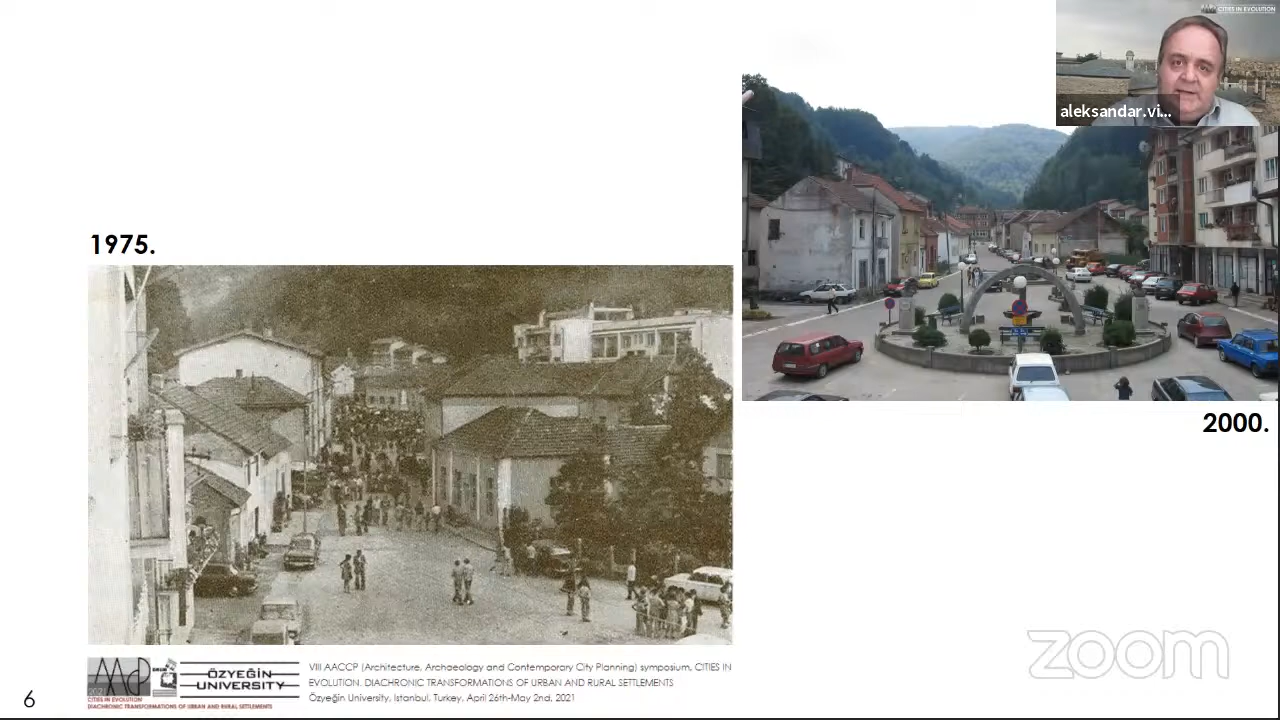 CITIES IN EVOLUTION
aleksandar.vi...
1975.
2000.
zoom
6
AACCP
2021
CITIES IN EVOLUTION
DIACHRONIC TRANSFORMATIONS OF URBAN AND RURAL SETTLEMENTS
ÖZYEĞİN
UNIVERSITY
VIII AACCP (Architecture, Archaeology and Contemporary City Planning) symposium, CITIES IN
EVOLUTION. DIACHRONIC TRANSFORMATIONS OF URBAN AND RURAL SETTLEMENTS
Özyeğin University, Istanbul, Turkey, April 26th-May 2nd, 2021